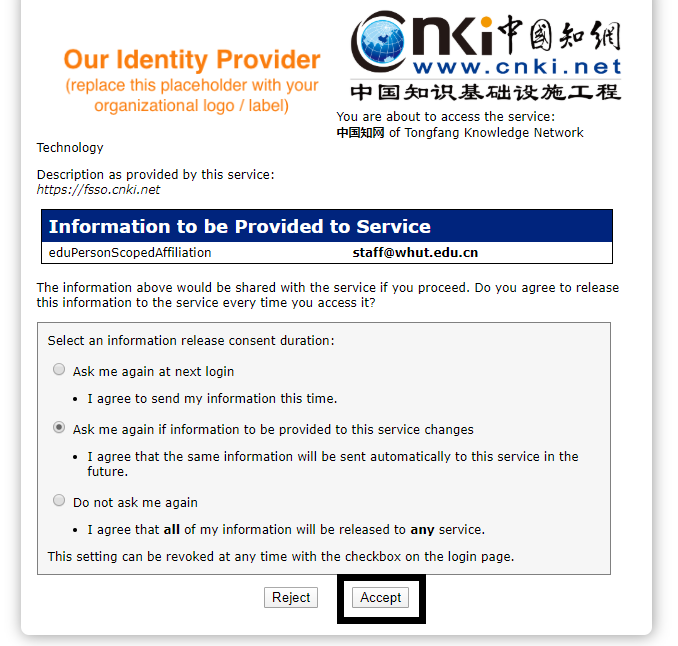 Our Identity Provider
(replace this placeholder with your
organizational logo / label)
cnki中國知網
www.cnki.net
中国知识基础设施工程
You are about to access the service:
中国知网 of Tongfang Knowledge Network
Technology
Description as provided by this service:
https://fsso.cnki.net
Information to be Provided to Service
eduPersonScopedAffiliation staff@whut.edu.cn
The information above would be shared with the service if you proceed. Do you agree to release
this information to the service every time you access it?
Select an information release consent duration:
Ask me again at next login
• I agree to send my information this time.
Ask me again if information to be provided to this service changes
• I agree that the same information will be sent automatically to this service in the
future.
Do not ask me again
• I agree that all of my information will be released to any service.
This setting can be revoked at any time with the checkbox on the login page.
Reject Accept